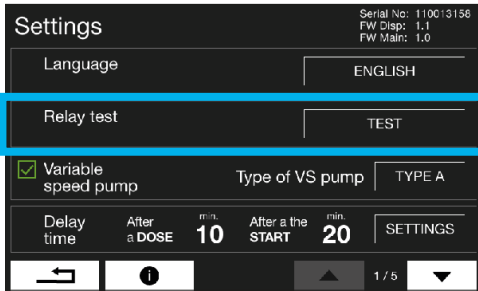 Settings
Serial No: 110013158
FW Disp: 1.1
FW Main: 1.0
Language
ENGLISH
Relay test
TEST
Variable
speed pump
Type of VS pump
TYPE A
Delay
time
After
a DOSE
min.
10
After a the
START
min.
20
SETTINGS
1/5